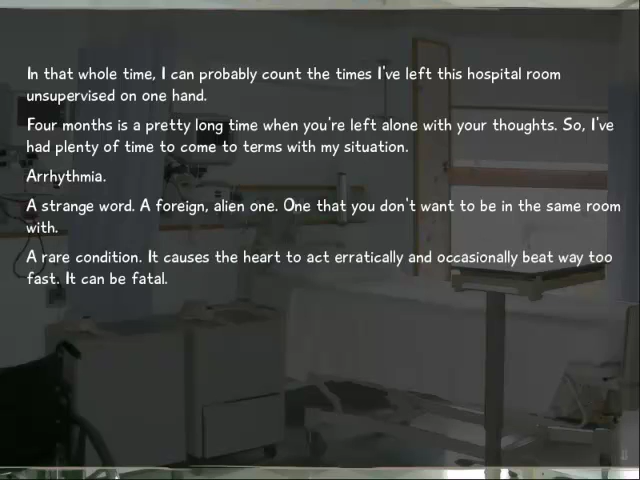 In that whole time, I can probably count the times I've left this hospital room
unsupervised on one hand.
Four months is a pretty long time when you're left alone with your thoughts. So, I've
had plenty of time to come to terms with my situation.
Arrhythmia.
A strange word. A foreign, alien one. One that you don't want to be in the same room
with.
A rare condition. It causes the heart to act erratically and occasionally beat way too
fast. It can be fatal.